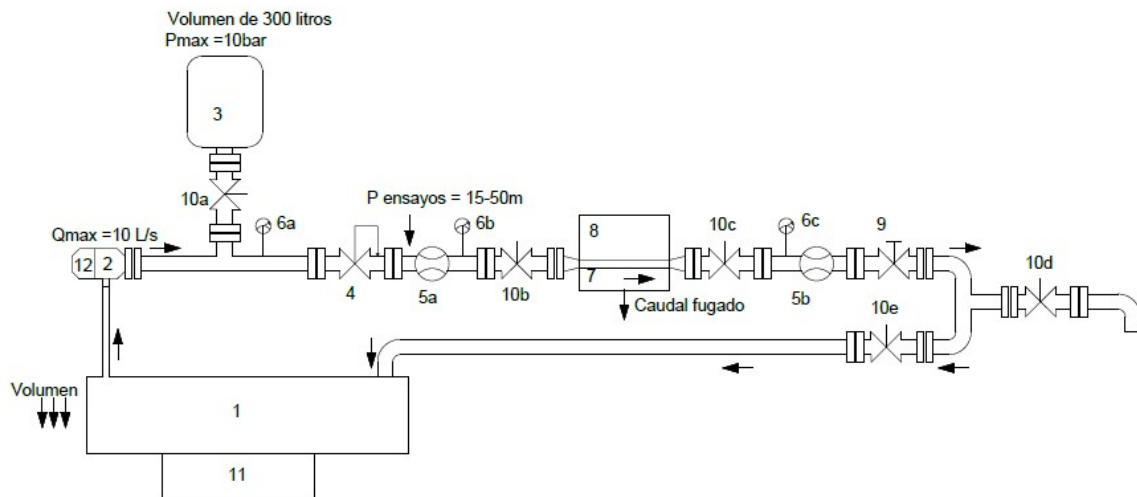 Volumen de 300 litros
Pmax =10bar
3
10a
6a
P ensayos = 15-50m
6b
8
10c
6c
9
Qmax =10 L/s
12
2
10d
7
4
5a
10b
Caudal fugado
5b
10e
Volumen
1
11